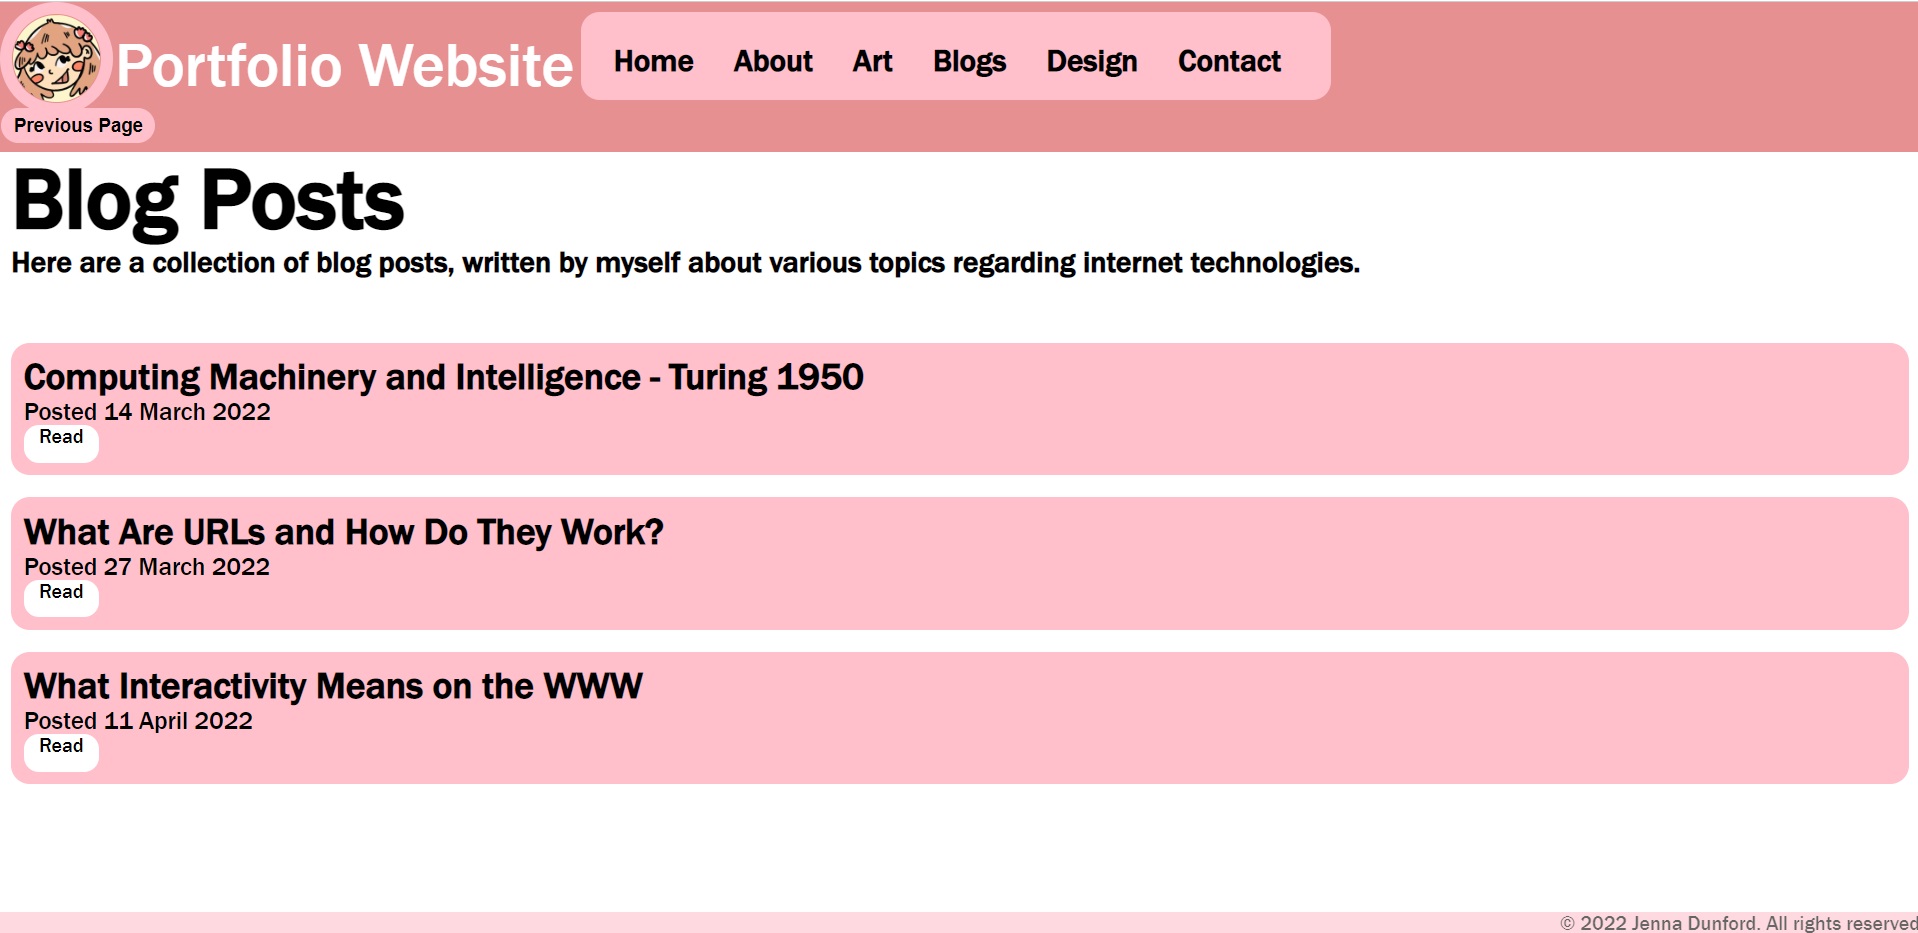 Portfolio Website
Home About Art Blogs Design Contact
Previous Page
Blog Posts
Here are a collection of blog posts, written by myself about various topics regarding internet technologies.
Computing Machinery and Intelligence - Turing 1950
Posted 14 March 2022
Read
What Are URLs and How Do They Work?
Posted 27 March 2022
Read
What Interactivity Means on the WWW
Posted 11 April 2022
Read
© 2022 Jenna Dunford. All rights reserved